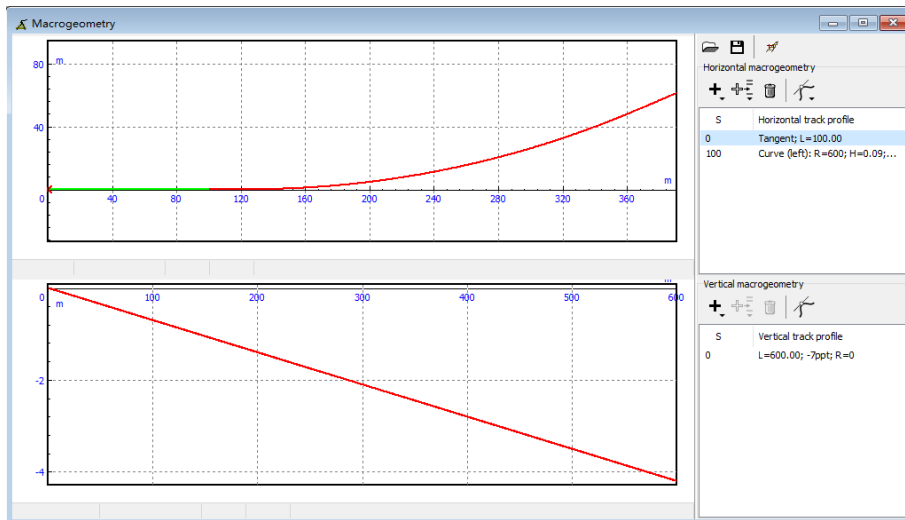 Macrogeometry
m
80
40
m
0 40 80 120 160 200 240 280 320 360
Horizontal macrogeometry
S Horizontal track profile
0 Tangent; L=100.00
100 Curve (left): R=600; H=0.09;...
0 100 200 300 400 500 600
m
-2
-4
Vertical macrogeometry
S Vertical track profile
0 L=600.00; -7ppt; R=0